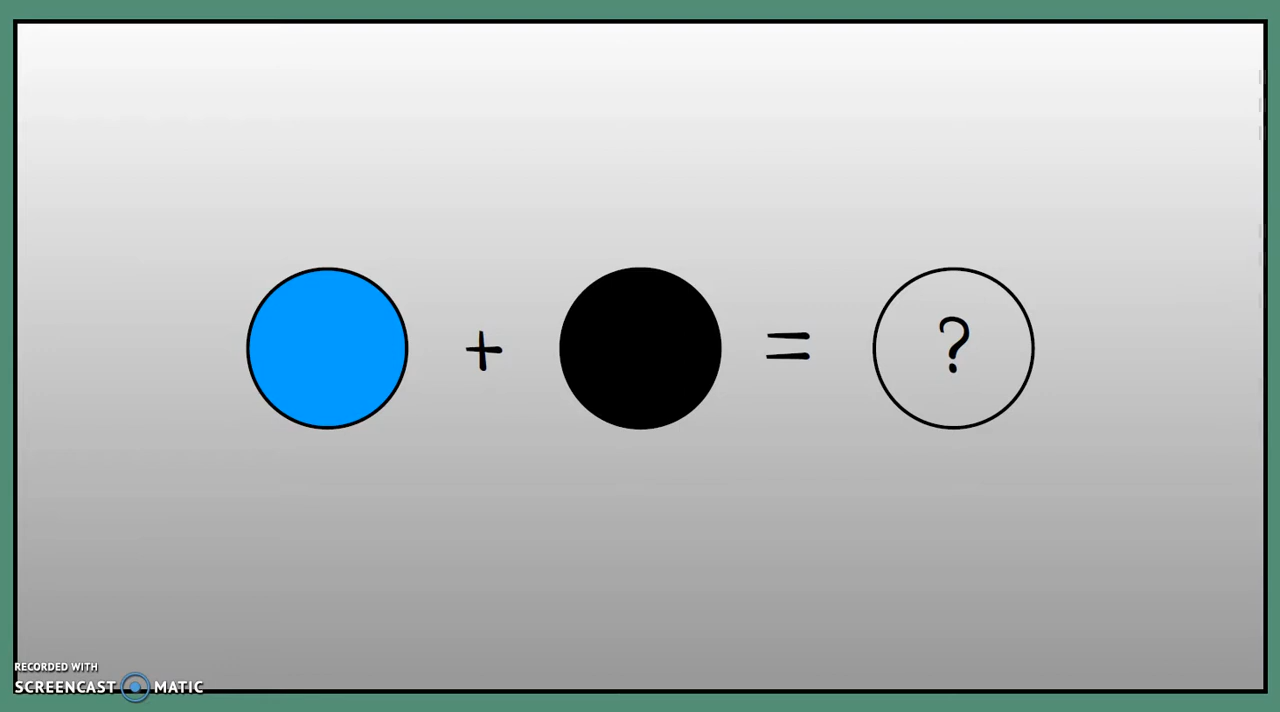 + = ?
RECORDED WITH
SCREENCAST MATIC